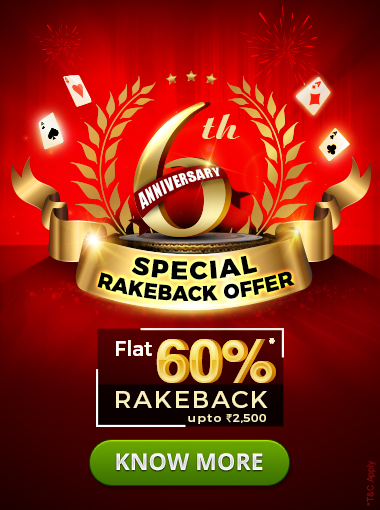 6th
ANNIVERSARY
SPECIAL
RAKEBACK OFFER
Flat 60%*
RAKEBACK
upto ₹2,500
KNOW MORE
*T&C Apply